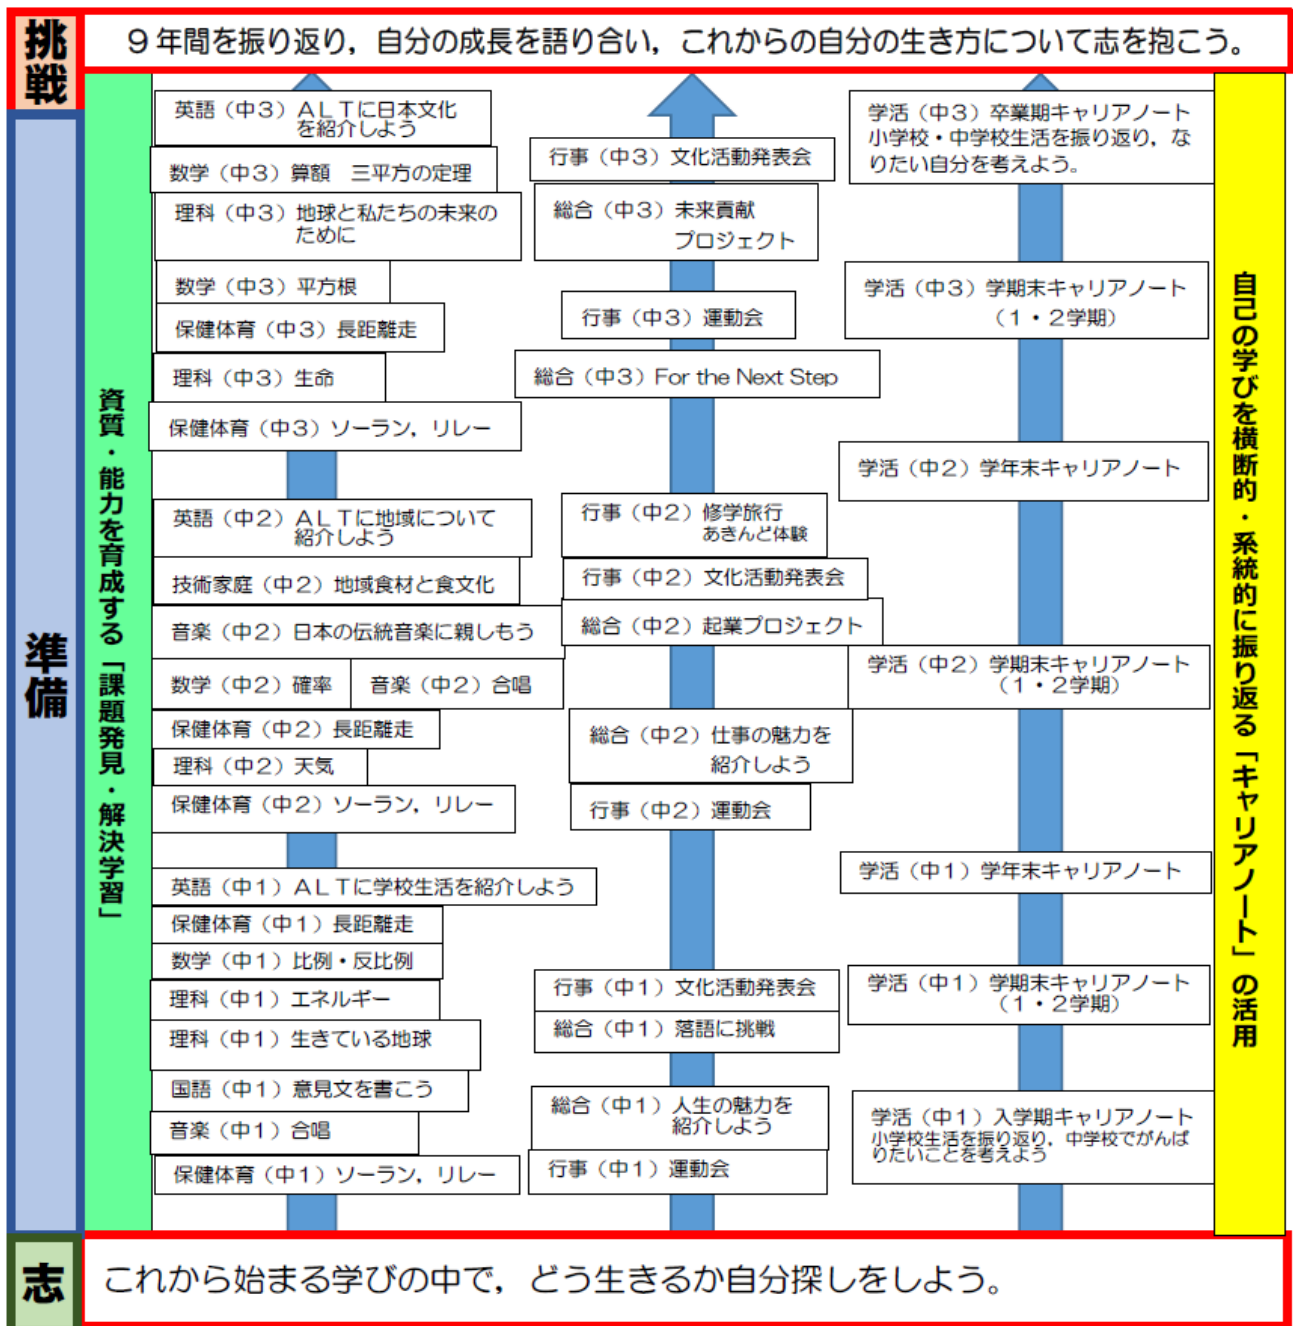 挑戦
９年間を振り返り，自分の成長を語り合い，これからの自分の生き方について志を抱こう。
準備
資質・能力を育成する「課題発見・解決学習」
英語（中３）ＡＬＴに日本文化
を紹介しよう
数学（中３）算額　三平方の定理
理科（中３）地球と私たちの未来の
ために
数学（中３）平方根
保健体育（中３）長距離走
理科（中３）生命
保健体育（中３）ソーラン，リレー
英語（中２）ＡＬＴに地域について
紹介しよう
技術家庭（中２）地域食材と食文化
音楽（中２）日本の伝統音楽に親しもう
数学（中２）確率
音楽（中２）合唱
保健体育（中２）長距離走
理科（中２）天気
保健体育（中２）ソーラン，リレー
英語（中１）ＡＬＴに学校生活を紹介しよう
保健体育（中１）長距離走
数学（中１）比例・反比例
理科（中１）エネルギー
理科（中１）生きている地球
国語（中１）意見文を書こう
音楽（中１）合唱
保健体育（中１）ソーラン，リレー
行事（中３）文化活動発表会
総合（中３）未来貢献
プロジェクト
行事（中３）運動会
総合（中３）For the Next Step
行事（中２）修学旅行
あきんど体験
行事（中２）文化活動発表会
総合（中２）起業プロジェクト
総合（中２）仕事の魅力を
紹介しよう
行事（中２）運動会
行事（中１）文化活動発表会
総合（中１）落語に挑戦
総合（中１）人生の魅力を
紹介しよう
行事（中１）運動会
学活（中３）卒業期キャリアノート
小学校・中学校生活を振り返り，な
りたい自分を考えよう。
学活（中３）学期末キャリアノート
（１・２学期）
学活（中２）学年末キャリアノート
学活（中２）学期末キャリアノート
（１・２学期）
学活（中１）学年末キャリアノート
学活（中１）学期末キャリアノート
（１・２学期）
学活（中１）入学期キャリアノート
小学校生活を振り返り，中学校でがんば
りたいことを考えよう
自己の学びを横断的・系統的に振り返る「キャリアノート」の活用
志
これから始まる学びの中で，どう生きるか自分探しをしよう。